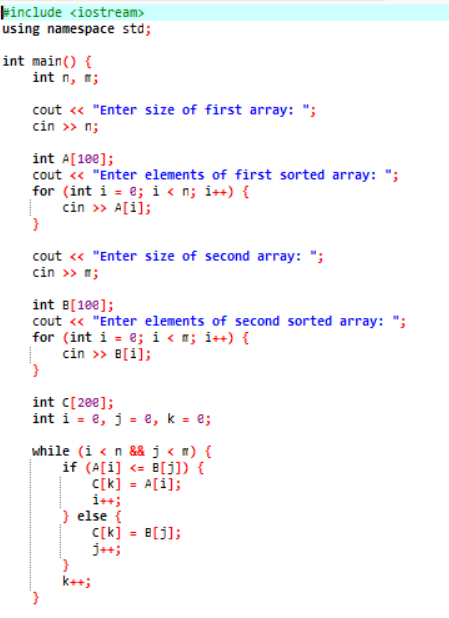 #include <iostream>
using namespace std;
int main() {
int n, m;
cout << "Enter size of first array: ";
cin >> n;
int A[100];
cout << "Enter elements of first sorted array: ";
for (int i = 0; i < n; i++) {
cin >> A[i];
}
cout << "Enter size of second array: ";
cin >> m;
int B[100];
cout << "Enter elements of second sorted array: ";
for (int i = 0; i < m; i++) {
cin >> B[i];
}
int C[200];
int i = 0, j = 0, k = 0;
while (i < n && j < m) {
if (A[i] <= B[j]) {
C[k] = A[i];
i++;
} else {
C[k] = B[j];
j++;
}
k++;
}